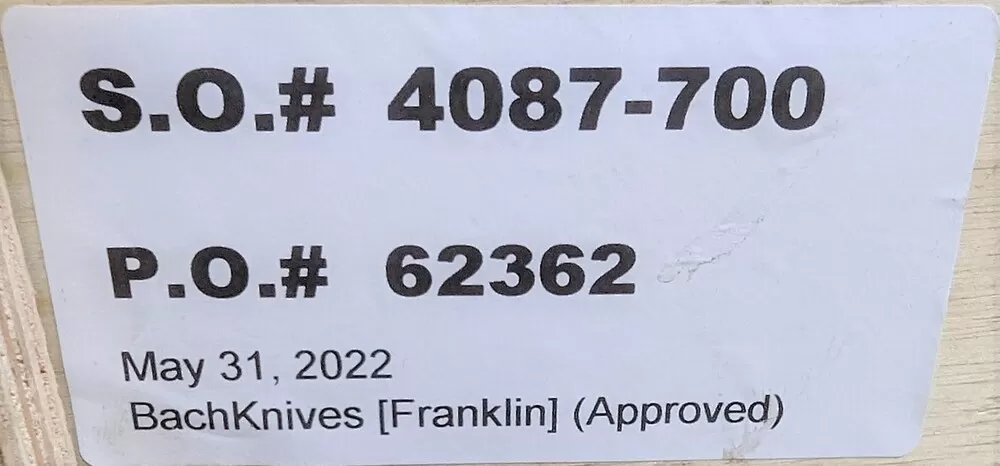 S.O.# 4087-700
P.O.# 62362
May 31, 2022
BachKnives [Franklin] (Approved)